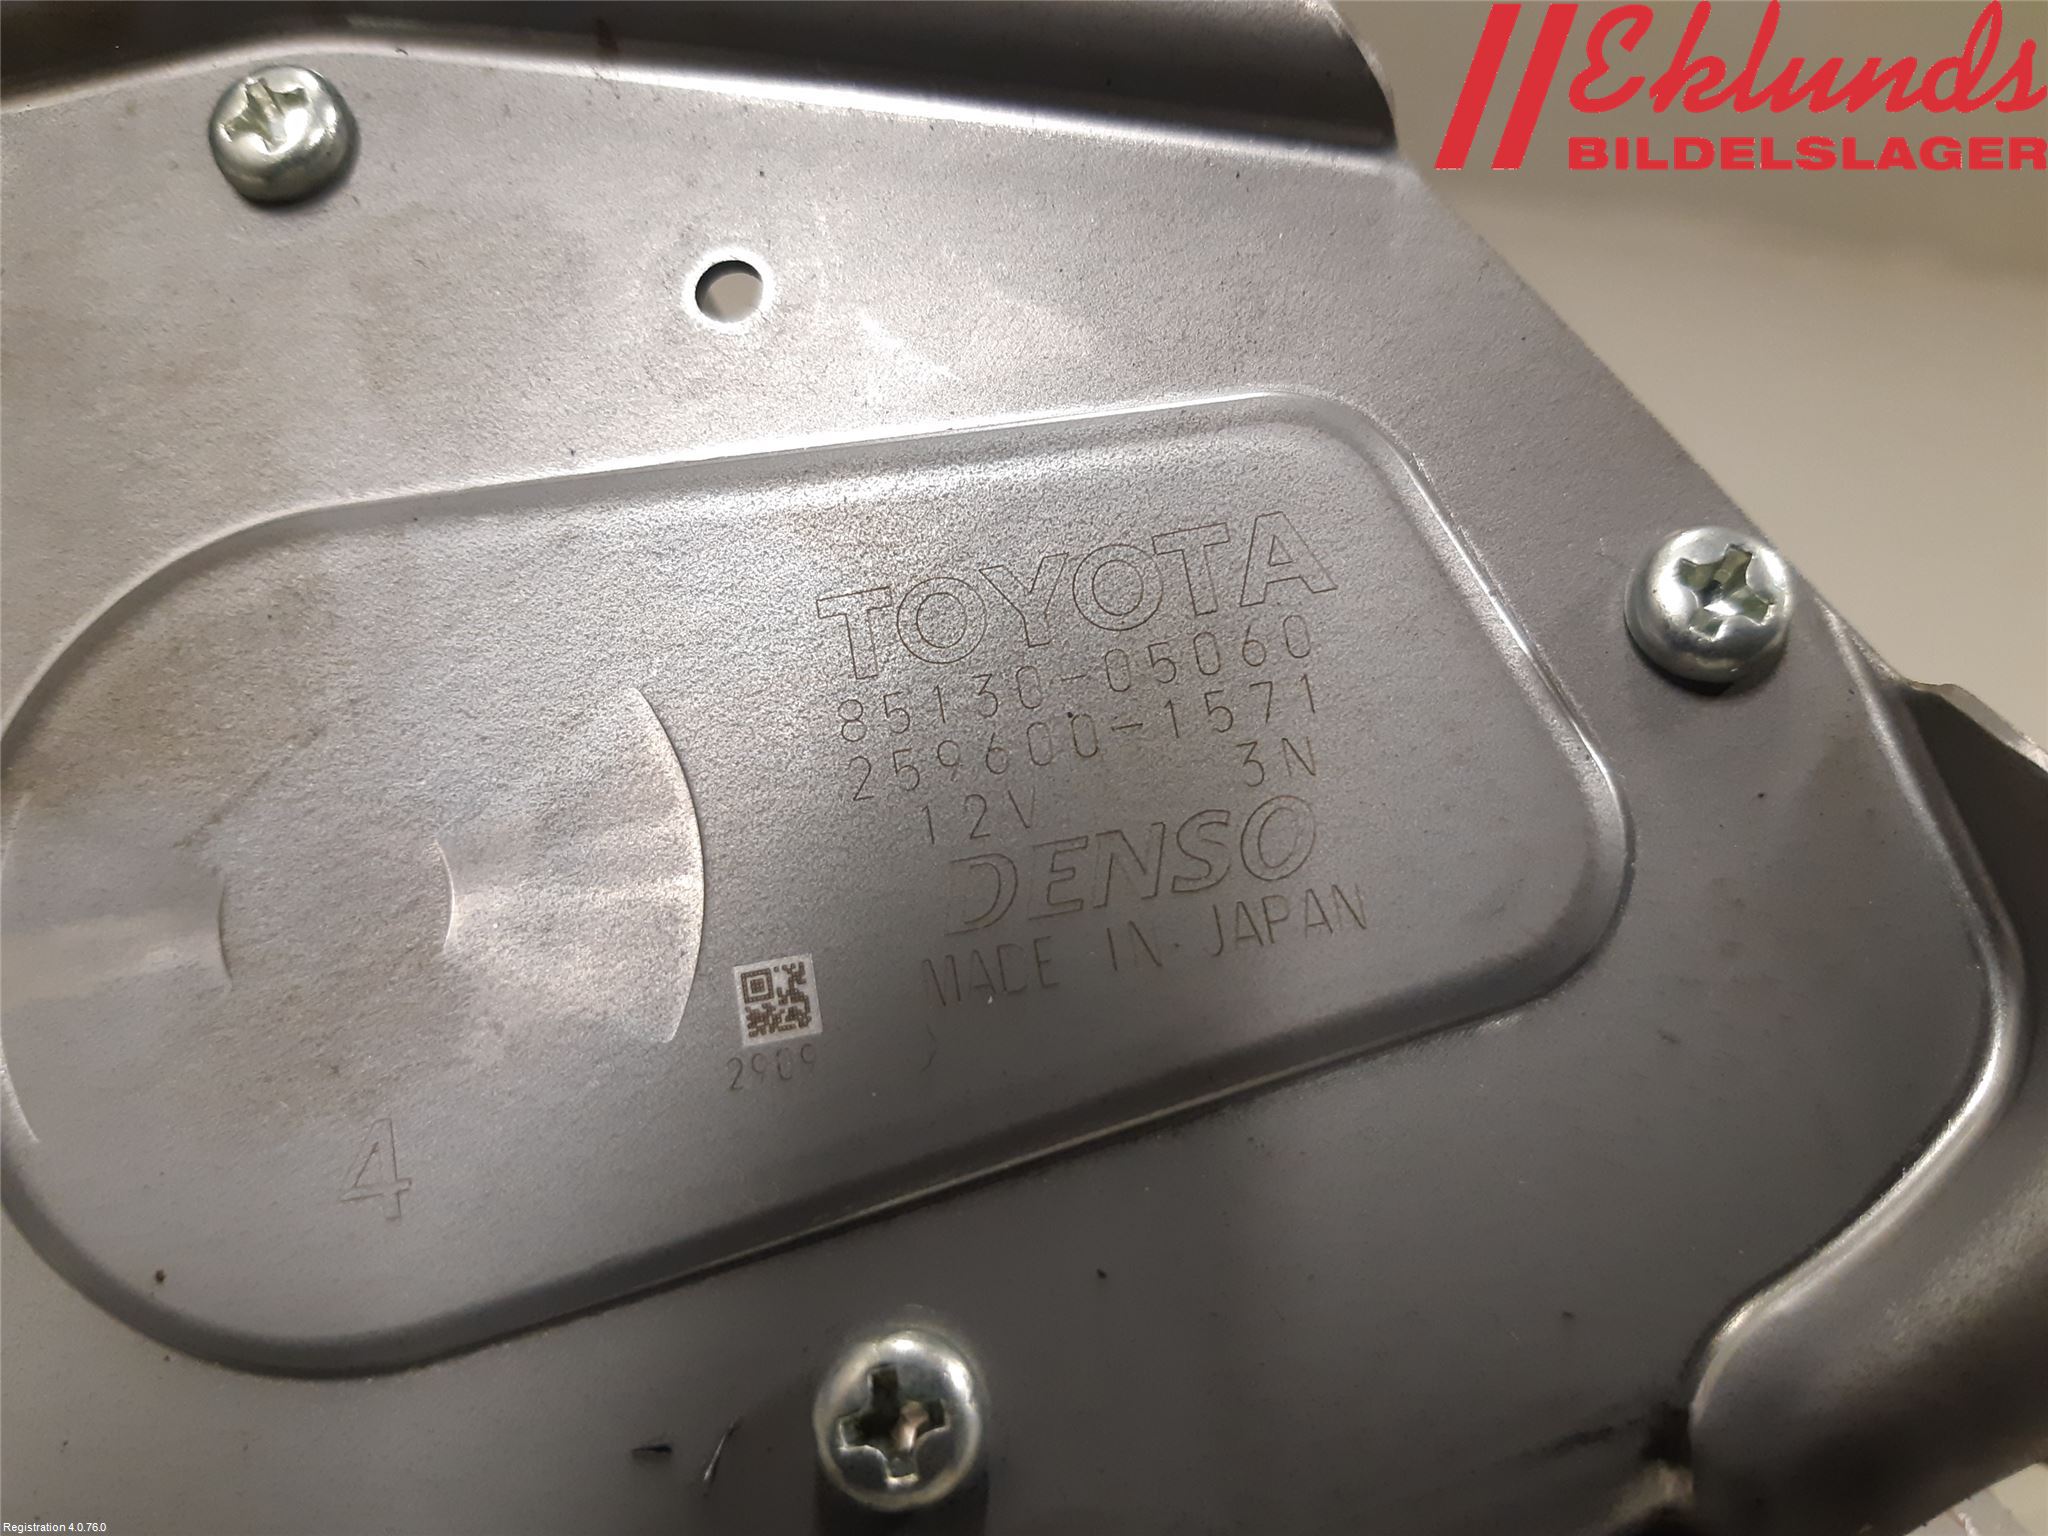 Eklunds
BILDELSLAGER
TOYOTA
85130-05060
259600-1571
12V 3N
DENSO
MADE IN JAPAN
2909
4
Registration 4.0.76.0